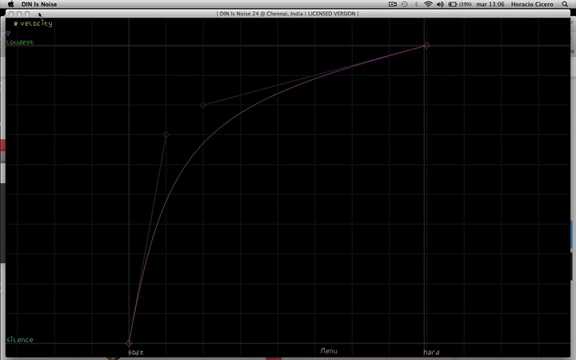 DIN Is Noise
(39%)
mar 13:06
Horacio Cicero
| DIN Is Noise 24 @ Chennai, India | LICENSED VERSION |
# velocity
Loudest
silence
soft
Menu
hard